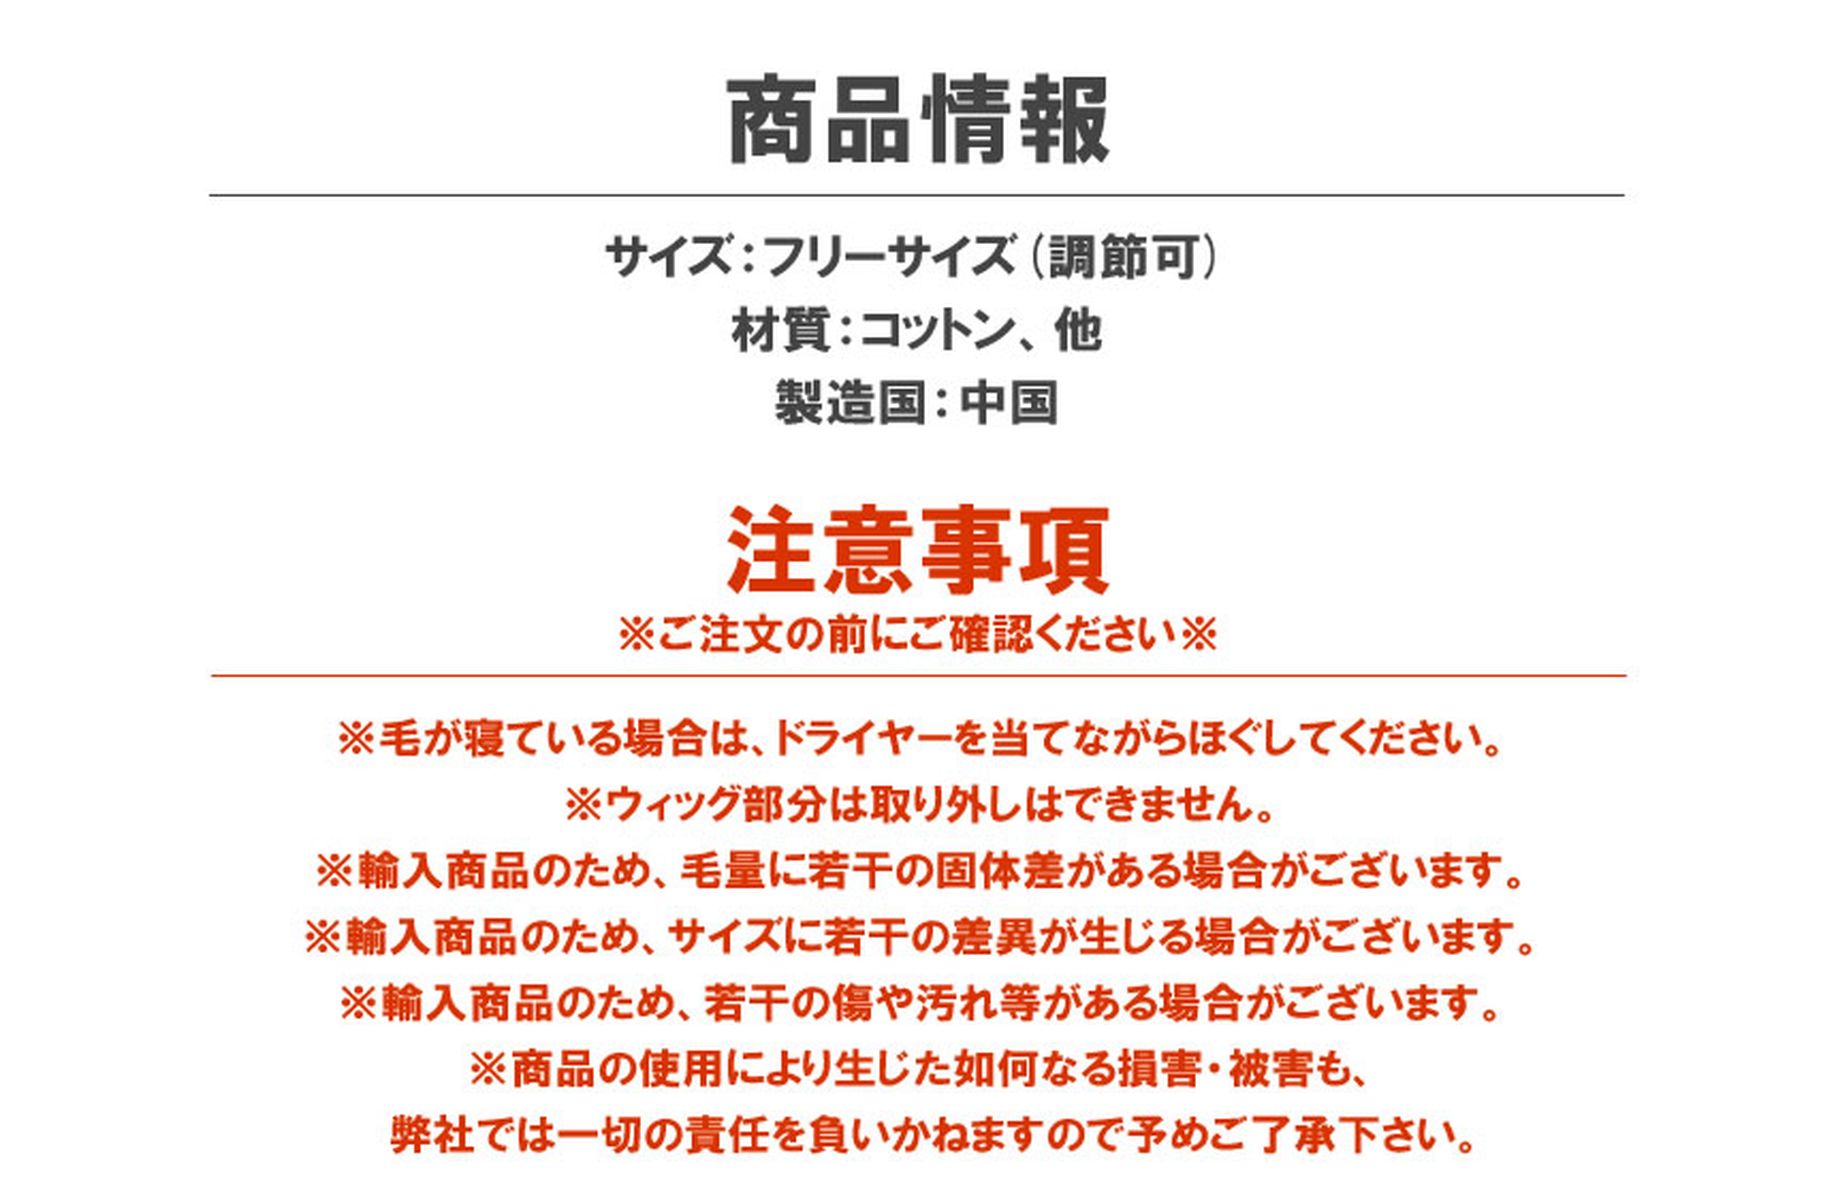 商品情報
サイズ：フリーサイズ（調節可）
材質：コットン、他
製造国：中国
注意事項
※ご注文の前にご確認ください※
※毛が寝ている場合は、ドライヤーを当てながらほぐしてください。
※ウィッグ部分は取り外しはできません。
※輸入商品のため、毛量に若干の固体差がある場合がございます。
※輸入商品のため、サイズに若干の差異が生じる場合がございます。
※輸入商品のため、若干の傷や汚れ等がある場合がございます。
※商品の使用により生じた如何なる損害・被害も、
弊社では一切の責任を負いかねますので予めご了承下さい。